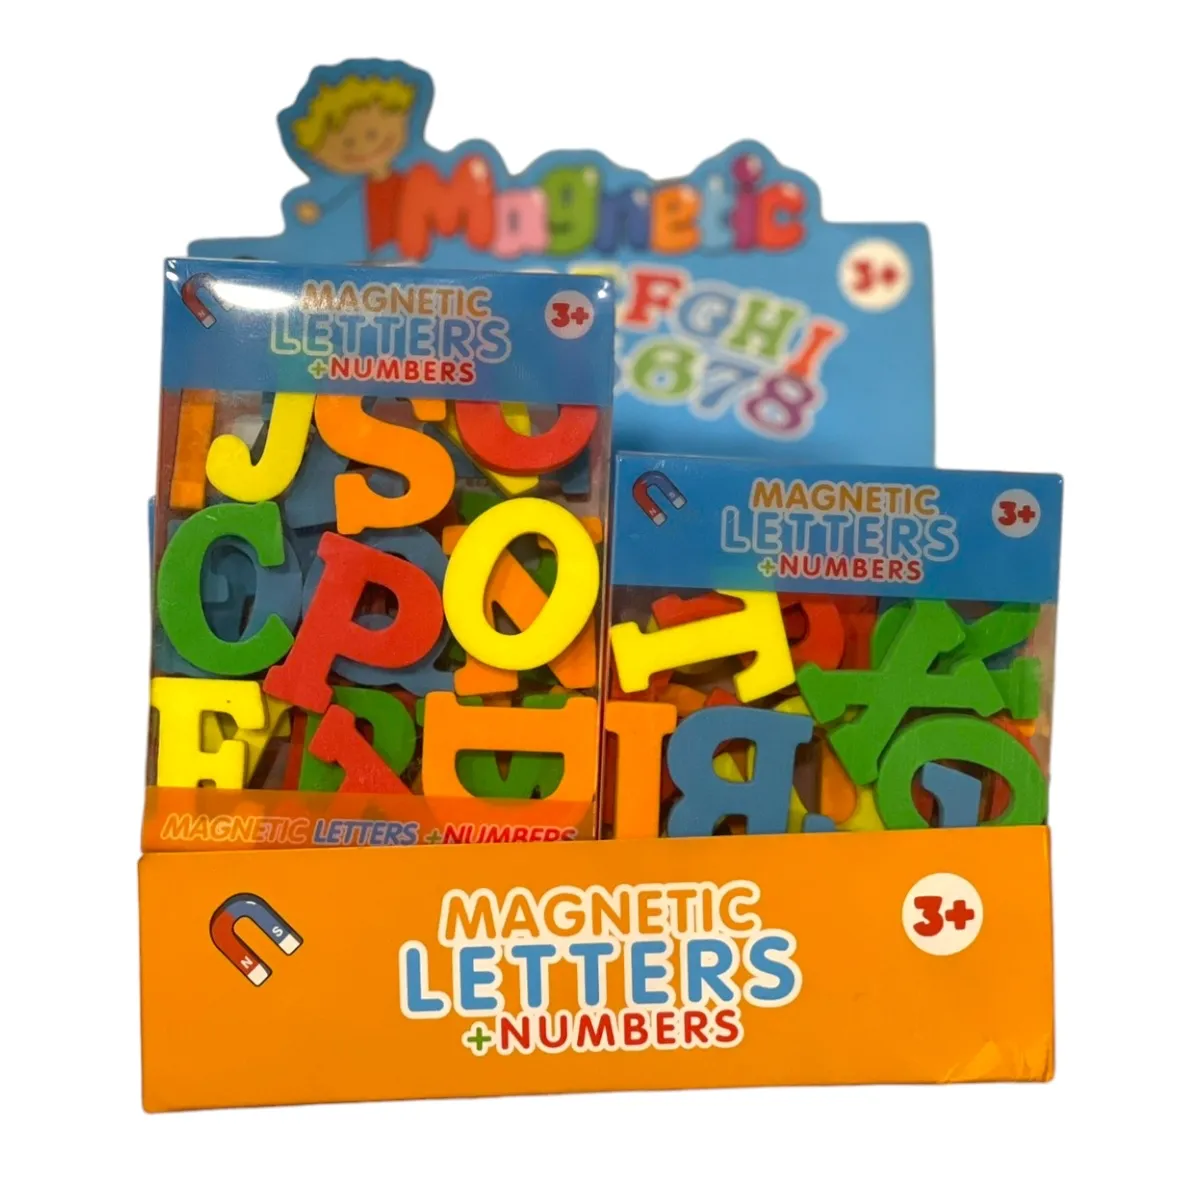 Magnetic
3+
FGHI
678
MAGNETIC
LETTERS
+NUMBERS
3+
N
J S
C P O
E
MAGNETIC LETTERS +NUMBERS
MAGNETIC
LETTERS
+NUMBERS
3+
N
T K
I B O
MAGNETIC
LETTERS
+NUMBERS
3+
N S